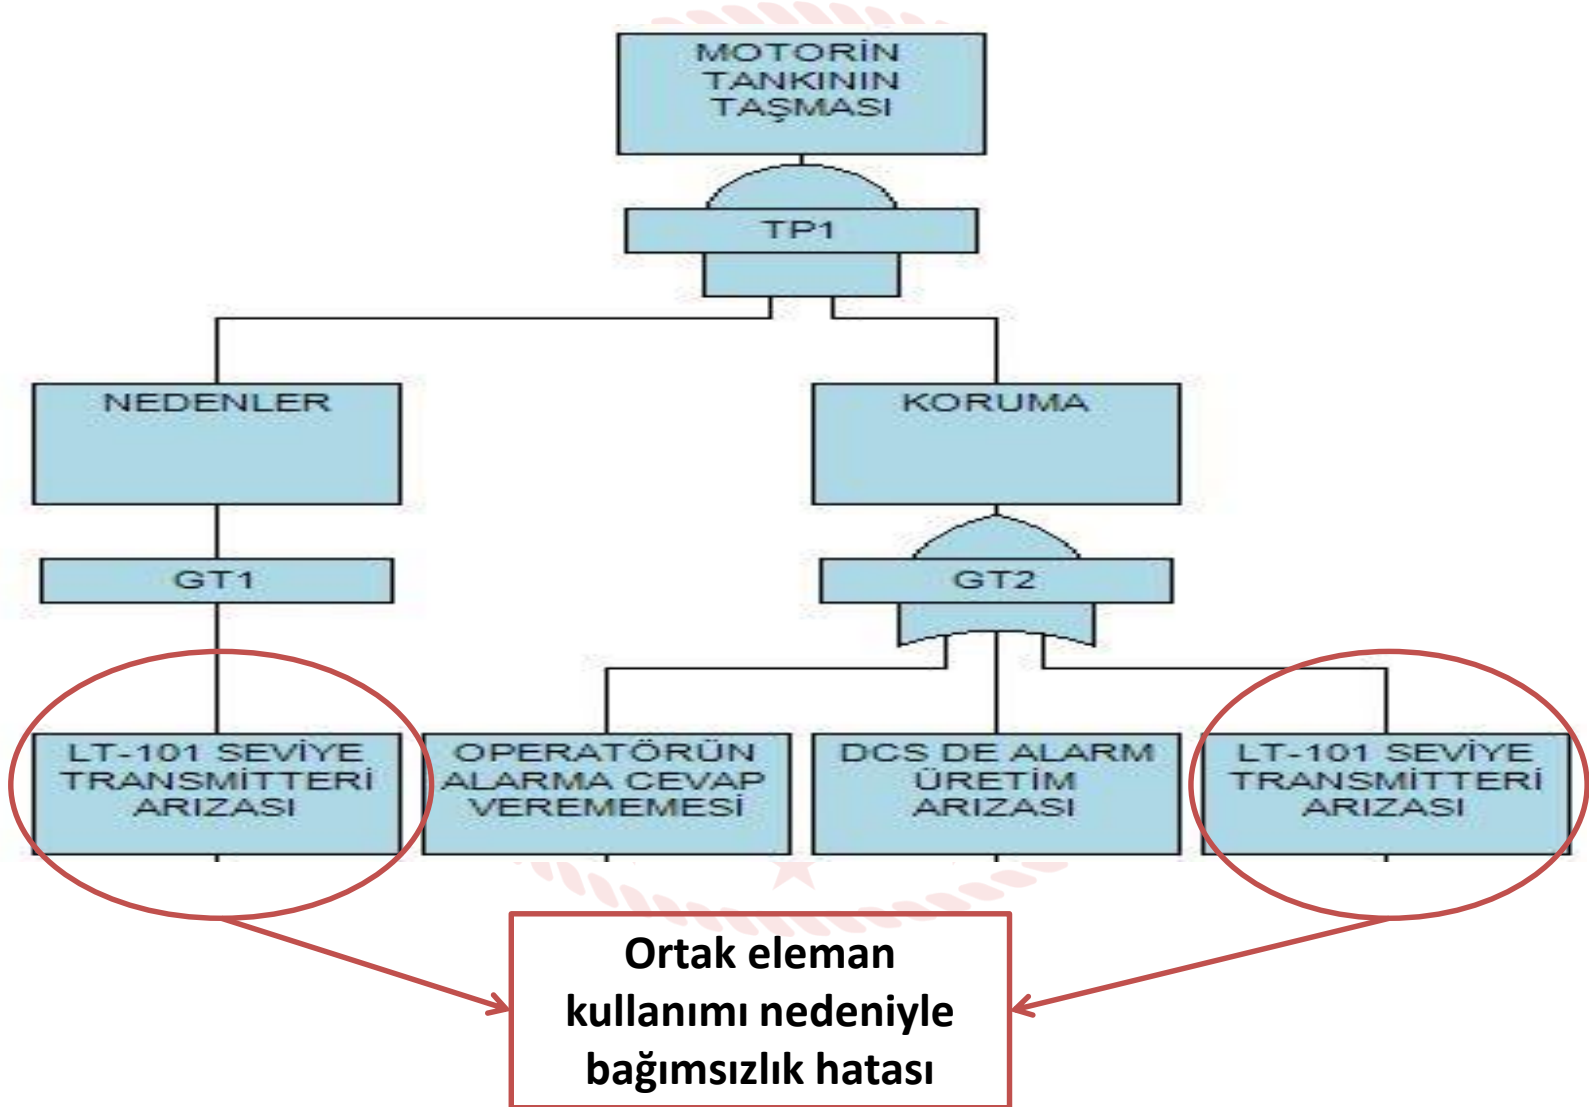 MOTORİN
TANKININ
TAŞMASI
TP1
NEDENLER
KORUMA
GT1
GT2
LT-101 SEVİYE
TRANSMİTTERİ
ARIZASI
OPERATÖRÜN
ALARMA CEVAP
VEREMEMESİ
DCS DE ALARM
ÜRETİM
ARIZASI
LT-101 SEVİYE
TRANSMİTTERİ
ARIZASI
Ortak eleman
kullanımı nedeniyle
bağımsızlık hatası